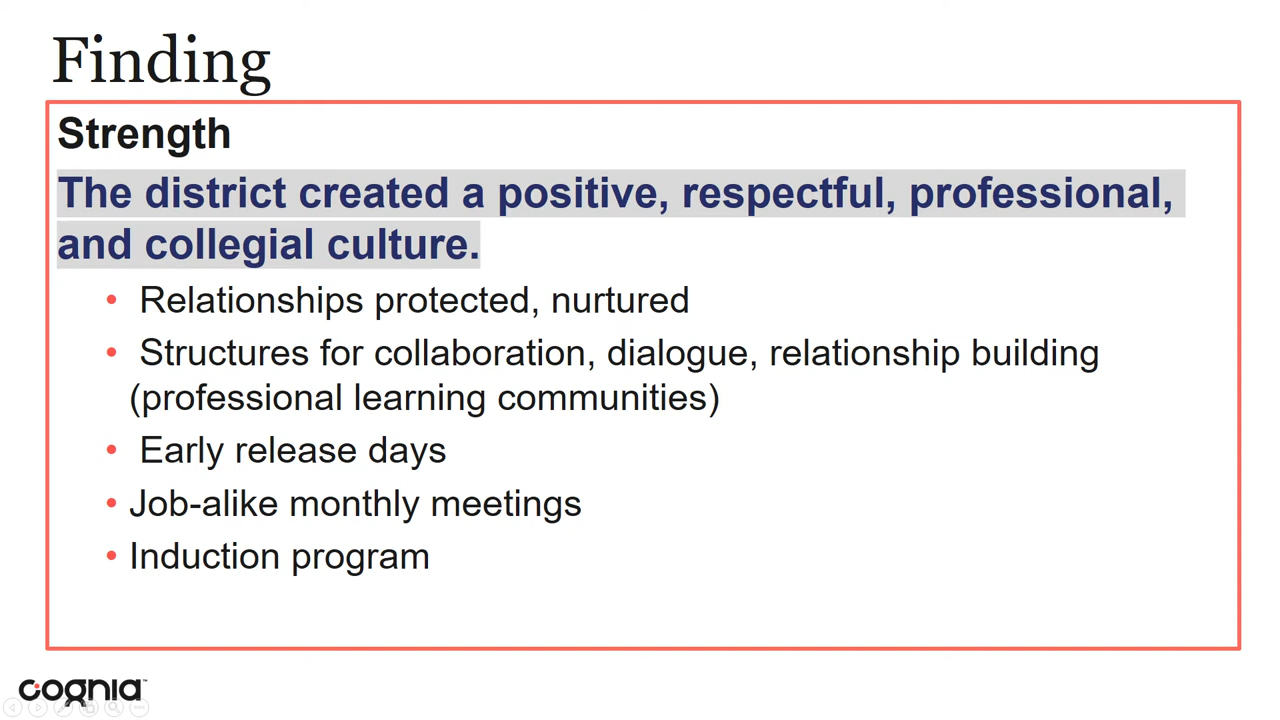 Finding
Strength
The district created a positive, respectful, professional,
and collegial culture.
• Relationships protected, nurtured
• Structures for collaboration, dialogue, relationship building
(professional learning communities)
• Early release days
• Job-alike monthly meetings
• Induction program
cognia™